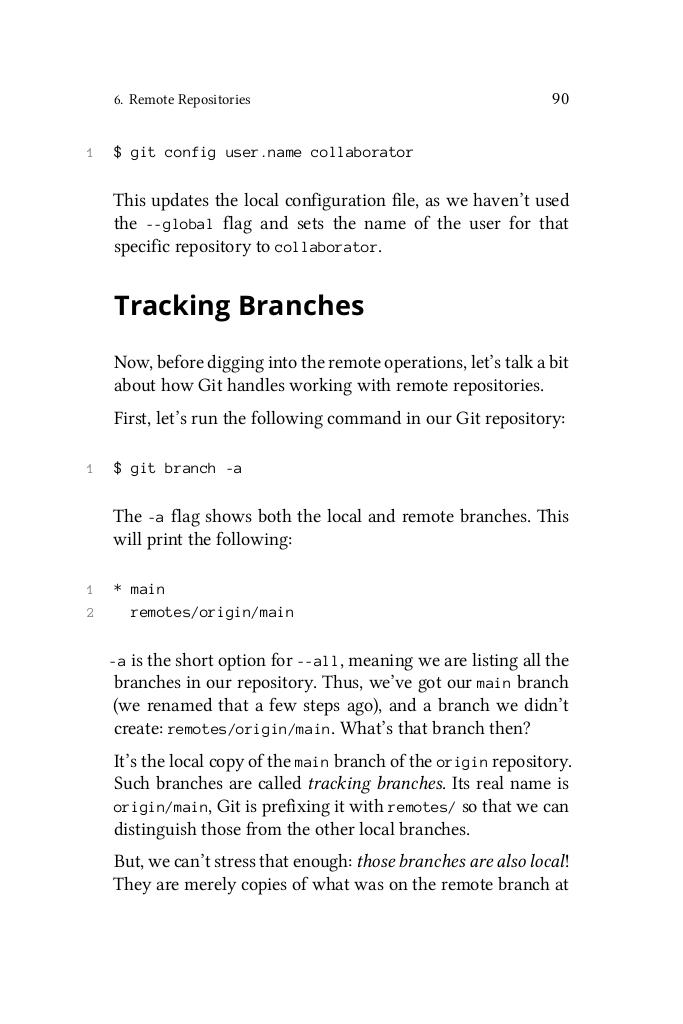 6. Remote Repositories 90
1 $ git config user.name collaborator
This updates the local configuration file, as we haven’t used
the --global flag and sets the name of the user for that
specific repository to collaborator.
Tracking Branches
Now, before digging into the remote operations, let’s talk a bit
about how Git handles working with remote repositories.
First, let’s run the following command in our Git repository:
1 $ git branch -a
The -a flag shows both the local and remote branches. This
will print the following:
1 * main
2 remotes/origin/main
-a is the short option for --all, meaning we are listing all the
branches in our repository. Thus, we’ve got our main branch
(we renamed that a few steps ago), and a branch we didn’t
create: remotes/origin/main. What’s that branch then?
It’s the local copy of the main branch of the origin repository.
Such branches are called tracking branches. Its real name is
origin/main, Git is prefixing it with remotes/ so that we can
distinguish those from the other local branches.
But, we can’t stress that enough: those branches are also local!
They are merely copies of what was on the remote branch at